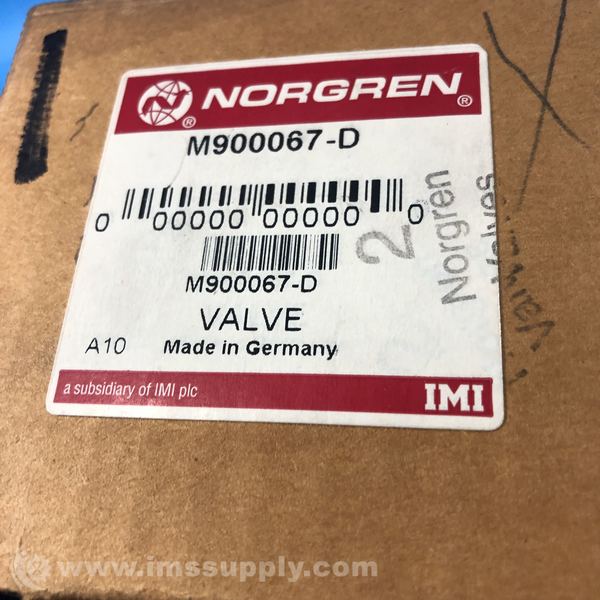 NORGREN®
®
M900067-D
0 00000 00000 0
M900067-D
VALVE
A10 Made in Germany
a subsidiary of IMI plc IMI
2
Norgren
Valves
www.imssupply.com